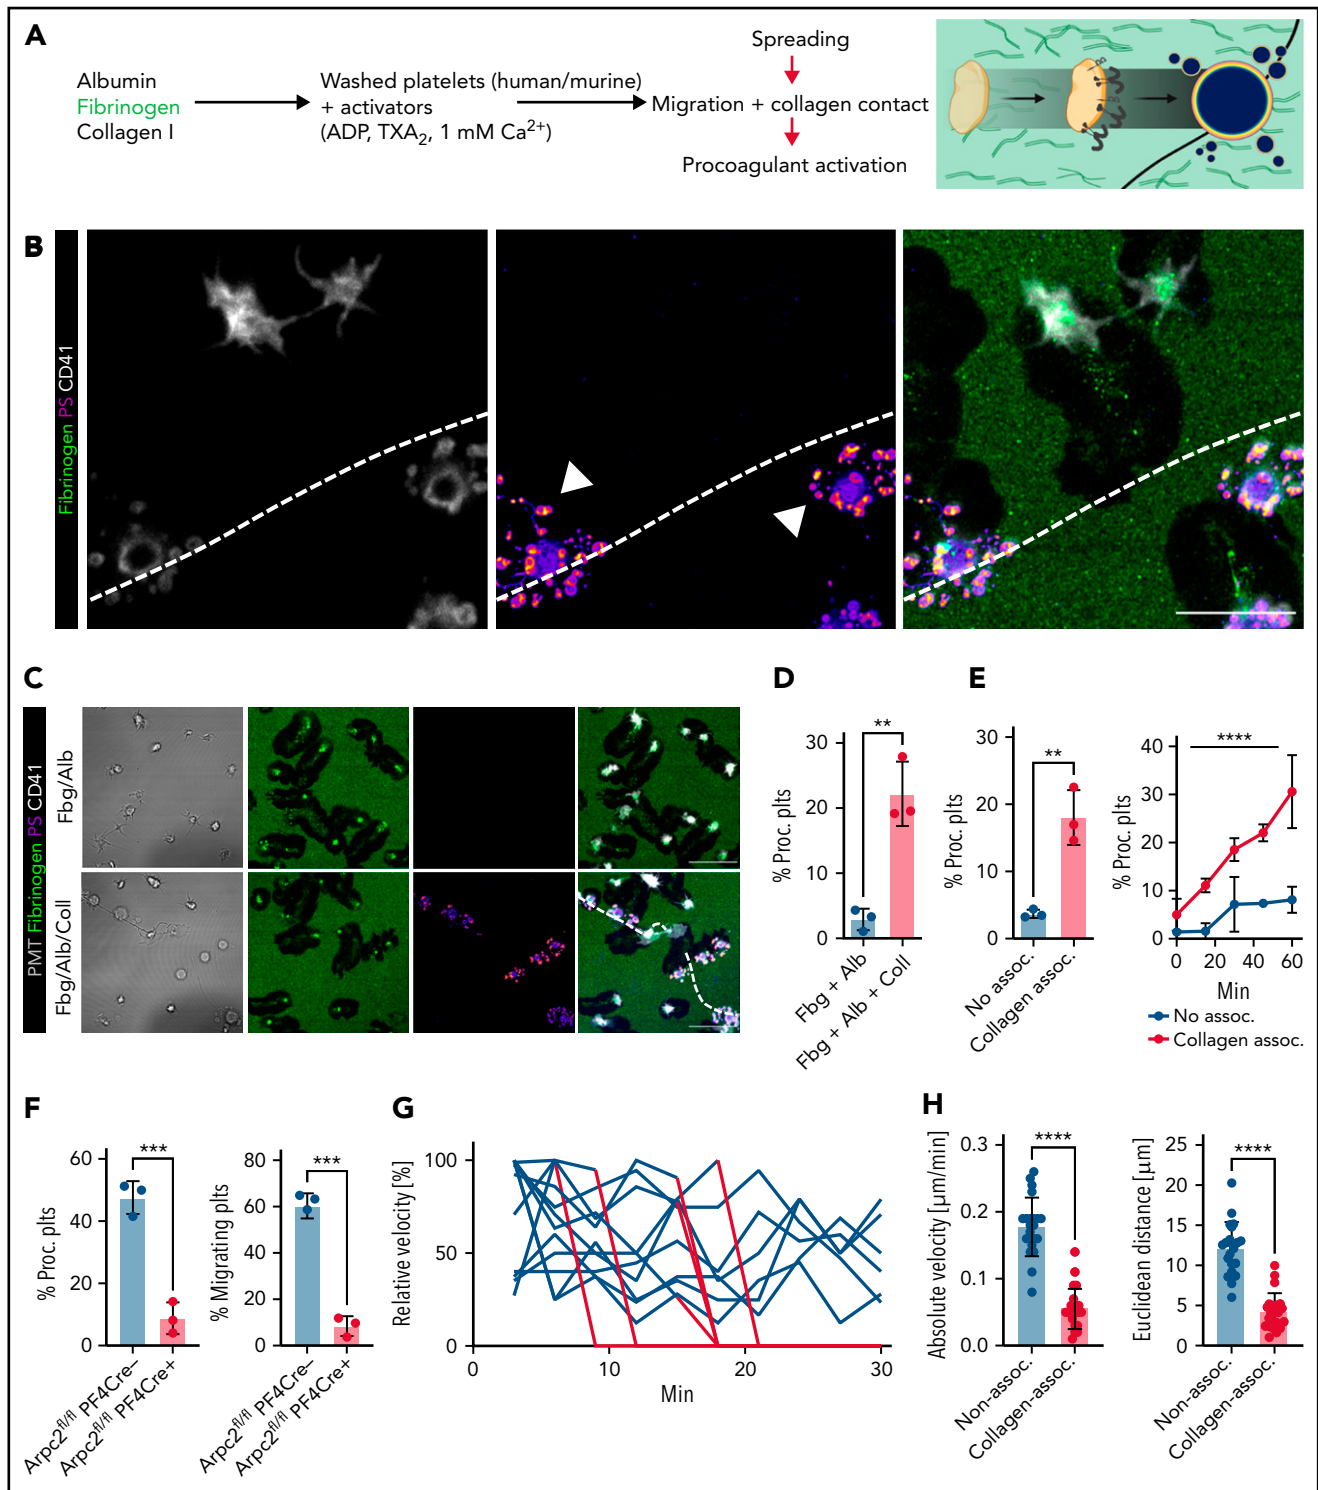 A
Albumin
Fibrinogen
Collagen I
Washed platelets (human/murine)
+ activators
(ADP, TXA2, 1 mM Ca2+)
Spreading
Migration + collagen contact
Procoagulant activation
B
Fibrinogen PS CD41
C
PMT Fibrinogen PS CD41
Fbg/Alb
Fbg/Alb/Coll
D
% Proc. plts
30
20
10
0
**
Fbg + Alb
Fbg + Alb + Coll
E
% Proc. plts
30
20
10
0
**
No assoc.
Collagen assoc.
% Proc. plts
40
30
20
10
0
****
0 20 40 60
Min
No assoc.
Collagen assoc.
F
% Proc. plts
60
40
20
0
***
Arpc2fl/fl PF4Cre–
Arpc2fl/fl PF4Cre+
% Migrating plts
80
60
40
20
0
***
Arpc2fl/fl PF4Cre–
Arpc2fl/fl PF4Cre+
G
Relative velocity [%]
100
50
0
0 10 20 30
Min
H
Absolute velocity [µm/min]
0.3
0.2
0.1
0.0
****
Non-assoc.
Collagen-assoc.
Euclidean distance [µm]
25
20
15
10
5
0
****
Non-assoc.
Collagen-assoc.